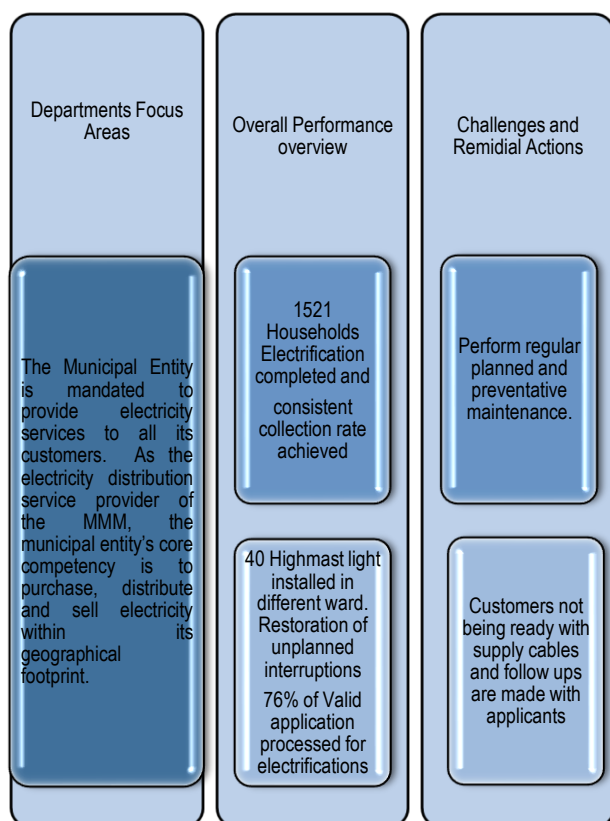 Departments Focus
Areas
The Municipal Entity
is mandated to
provide electricity
services to all its
customers. As the
electricity distribution
service provider of
the MMM, the
municipal entity's core
competency is to
purchase, distribute
and sell electricity
within its
geographical
footprint.
Overall Performance
overview
1521
Households
Electrification
completed and
consistent
collection rate
achieved
40 Highmast light
installed in
different ward.
Restoration of
unplanned
interruptions
76% of Valid
application
processed for
electrifications
Challenges and
Remidial Actions
Perform regular
planned and
preventative
maintenance.
Customers not
being ready with
supply cables
and follow ups
are made with
applicants